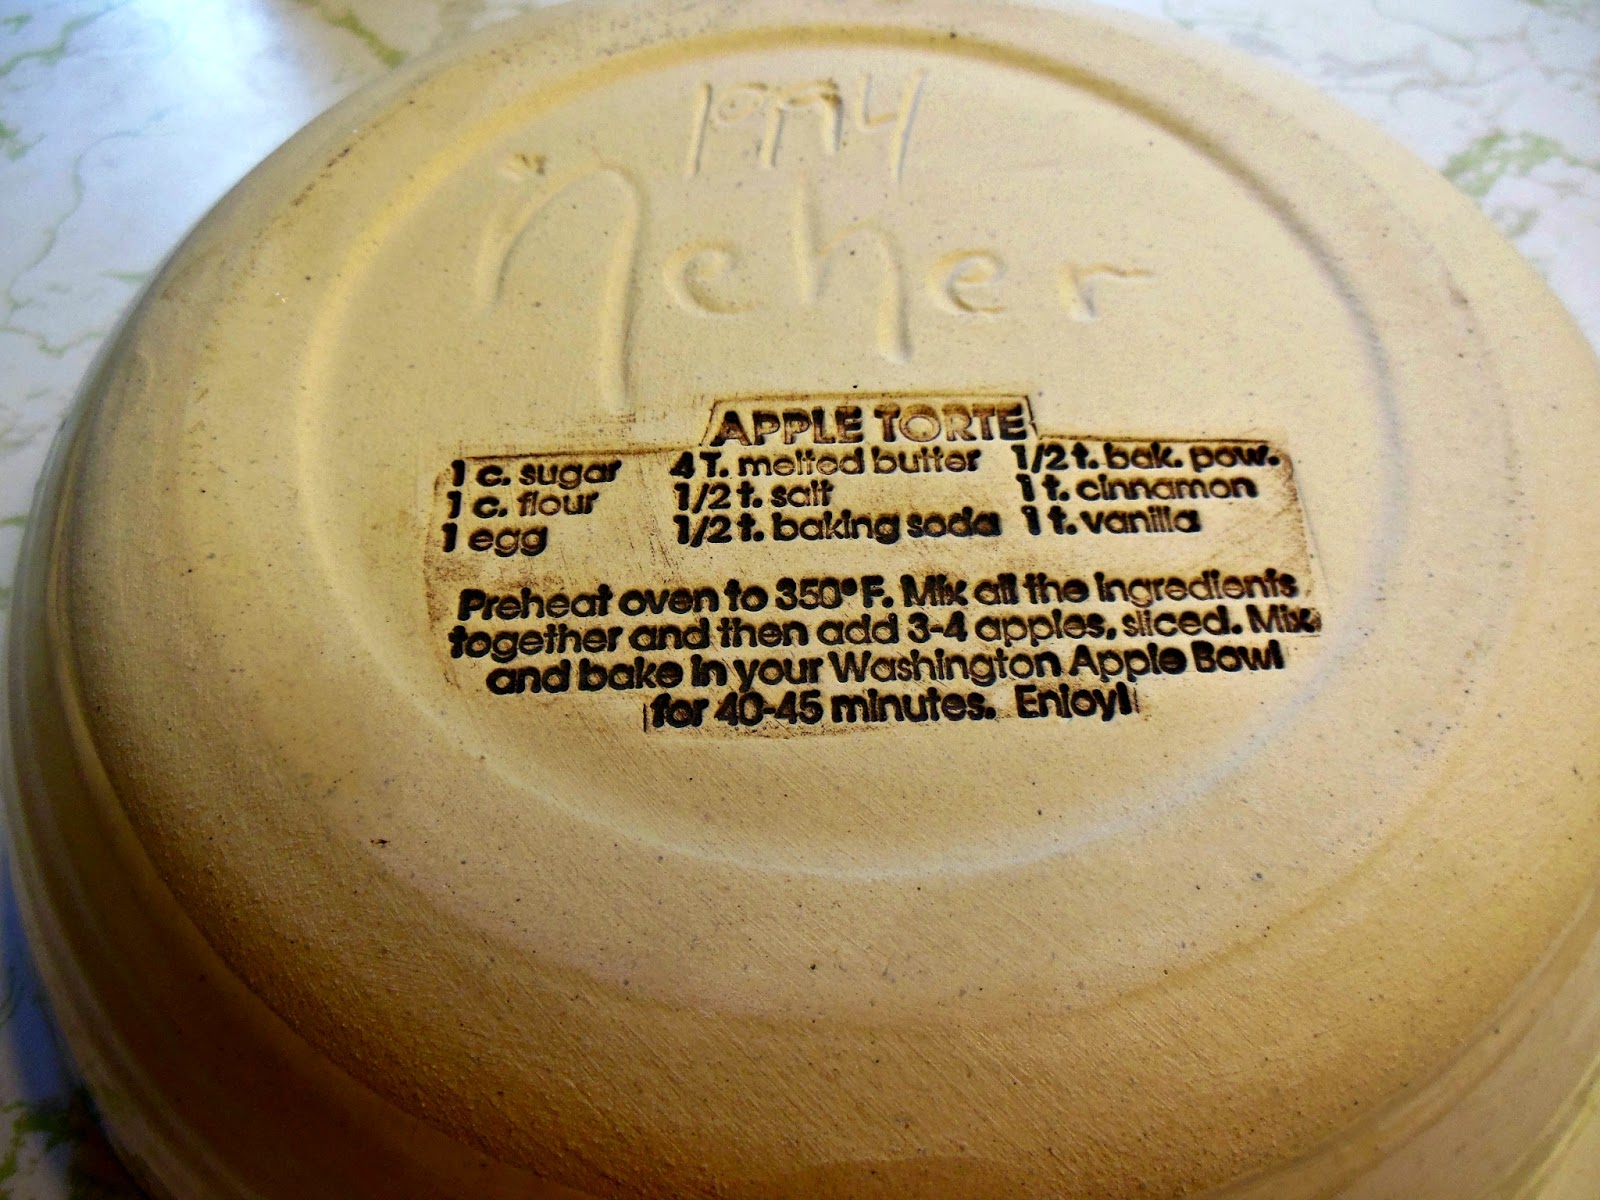 APPLE TORTE
1 c. sugar 4 T. melted butter 1/2 t. bak. pow.
1 c. flour 1/2 t. salt 1 t. cinnamon
1 egg 1/2 t. baking soda 1 t. vanilla
Preheat oven to 350° F. Mix all the ingredients
together and then add 3-4 apples, sliced. Mix
and bake in your Washington Apple Bowl
for 40-45 minutes. Enjoy!